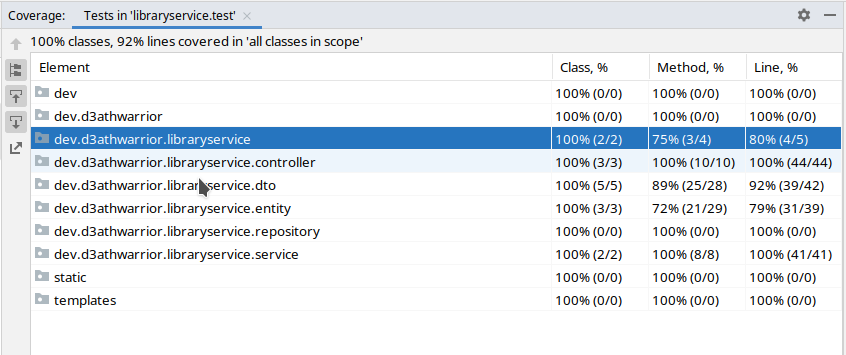 Coverage: Tests in 'libraryservice.test' ×
100% classes, 92% lines covered in 'all classes in scope'
Element Class, % Method, % Line, %
dev 100% (0/0) 100% (0/0) 100% (0/0)
dev.d3athwarrior 100% (0/0) 100% (0/0) 100% (0/0)
dev.d3athwarrior.libraryservice 100% (2/2) 75% (3/4) 80% (4/5)
dev.d3athwarrior.libraryservice.controller 100% (3/3) 100% (10/10) 100% (44/44)
dev.d3athwarrior.libraryservice.dto 100% (5/5) 89% (25/28) 92% (39/42)
dev.d3athwarrior.libraryservice.entity 100% (3/3) 72% (21/29) 79% (31/39)
dev.d3athwarrior.libraryservice.repository 100% (0/0) 100% (0/0) 100% (0/0)
dev.d3athwarrior.libraryservice.service 100% (2/2) 100% (8/8) 100% (41/41)
static 100% (0/0) 100% (0/0) 100% (0/0)
templates 100% (0/0) 100% (0/0) 100% (0/0)